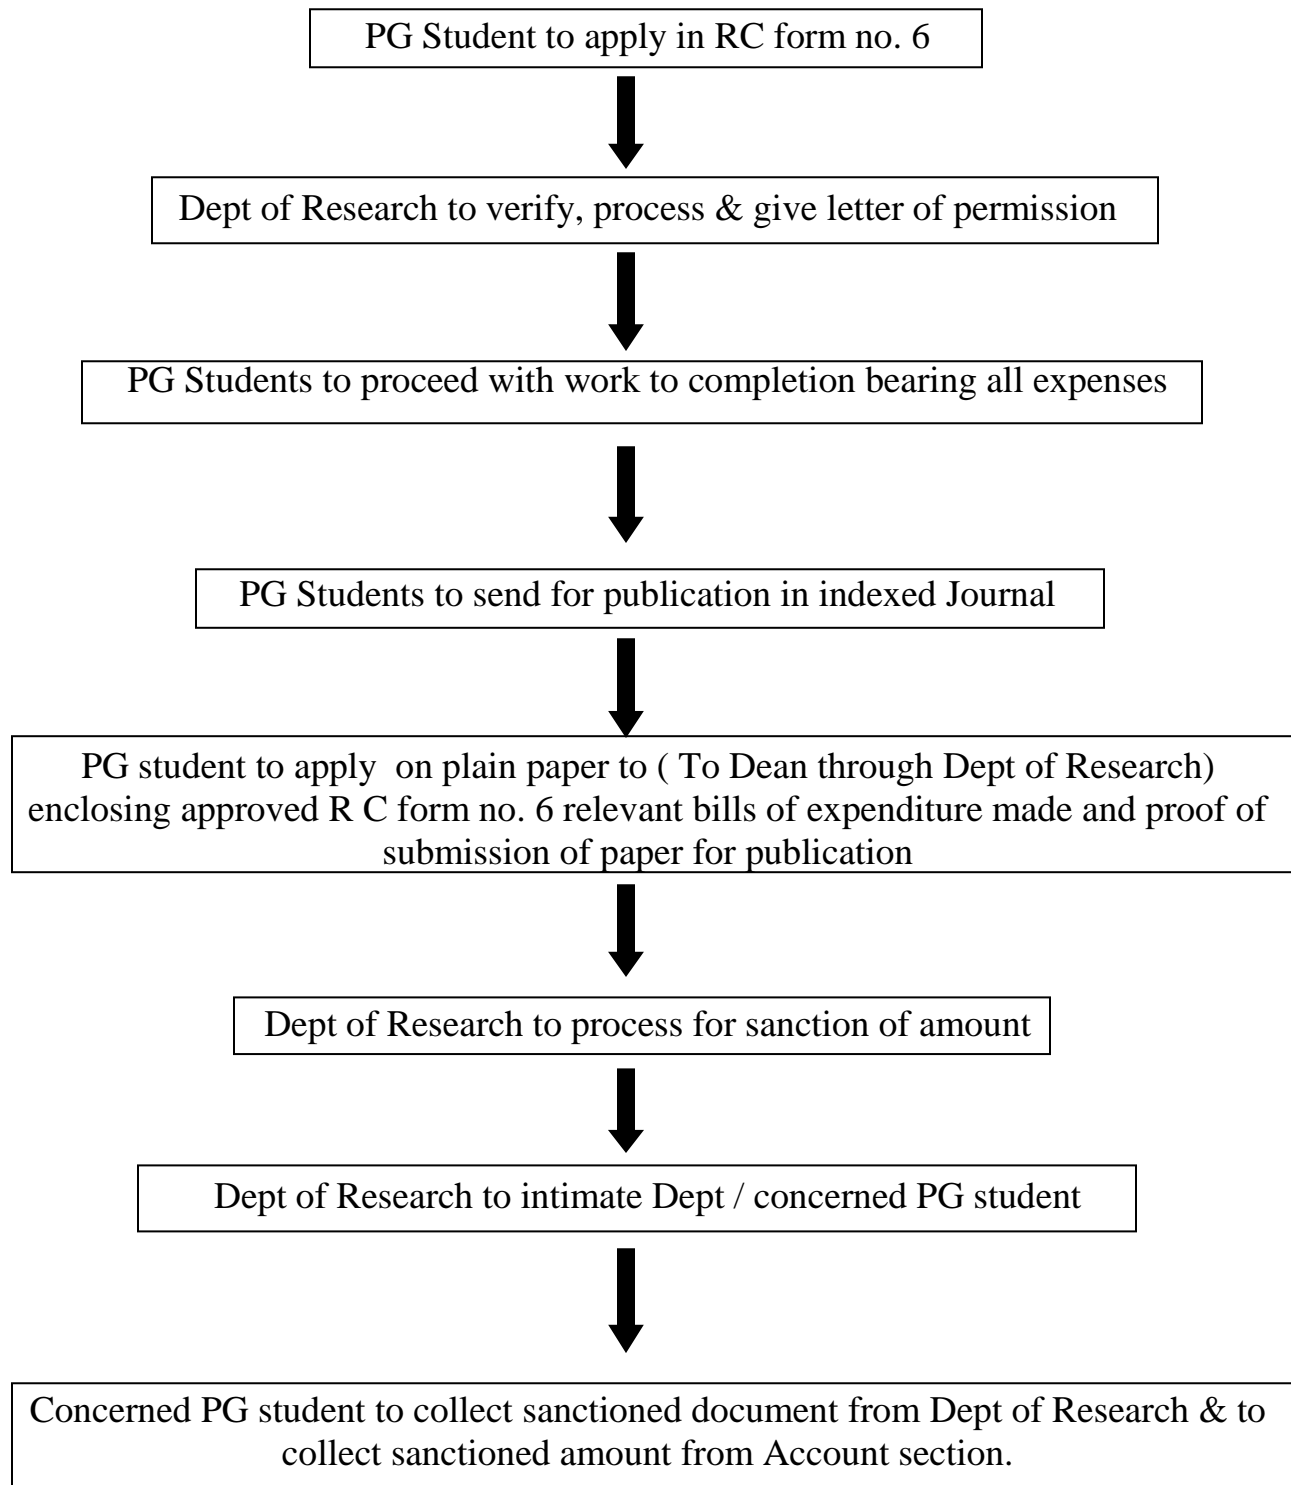 PG Student to apply in RC form no. 6
Dept of Research to verify, process & give letter of permission
PG Students to proceed with work to completion bearing all expenses
PG Students to send for publication in indexed Journal
PG student to apply  on plain paper to ( To Dean through Dept of Research)
enclosing approved R C form no. 6 relevant bills of expenditure made and proof of
submission of paper for publication
Dept of Research to process for sanction of amount
Dept of Research to intimate Dept / concerned PG student
Concerned PG student to collect sanctioned document from Dept of Research & to
collect sanctioned amount from Account section.